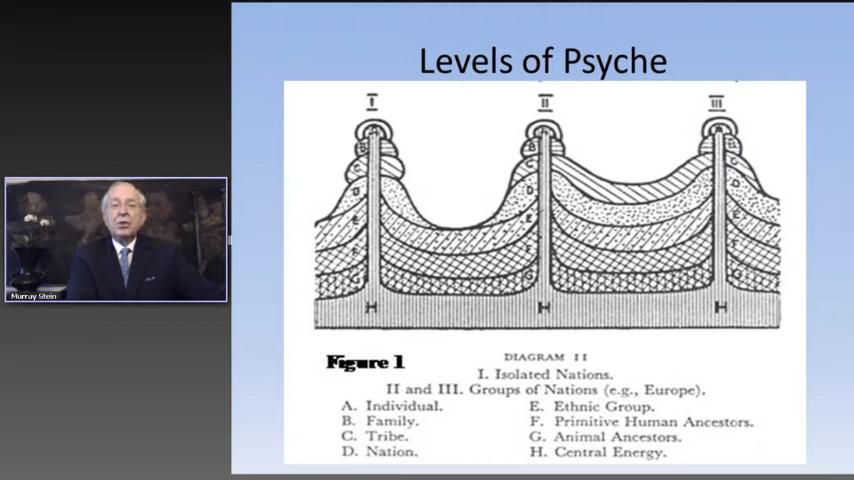 Levels of Psyche
I II III
A A A
B B B
C C C
D D D
E E E
F F F
G G G
H H H
Murray Stein
Figure 1
DIAGRAM II
I. Isolated Nations.
II and III. Groups of Nations (e.g., Europe).
A. Individual.
B. Family.
C. Tribe.
D. Nation.
E. Ethnic Group.
F. Primitive Human Ancestors.
G. Animal Ancestors.
H. Central Energy.